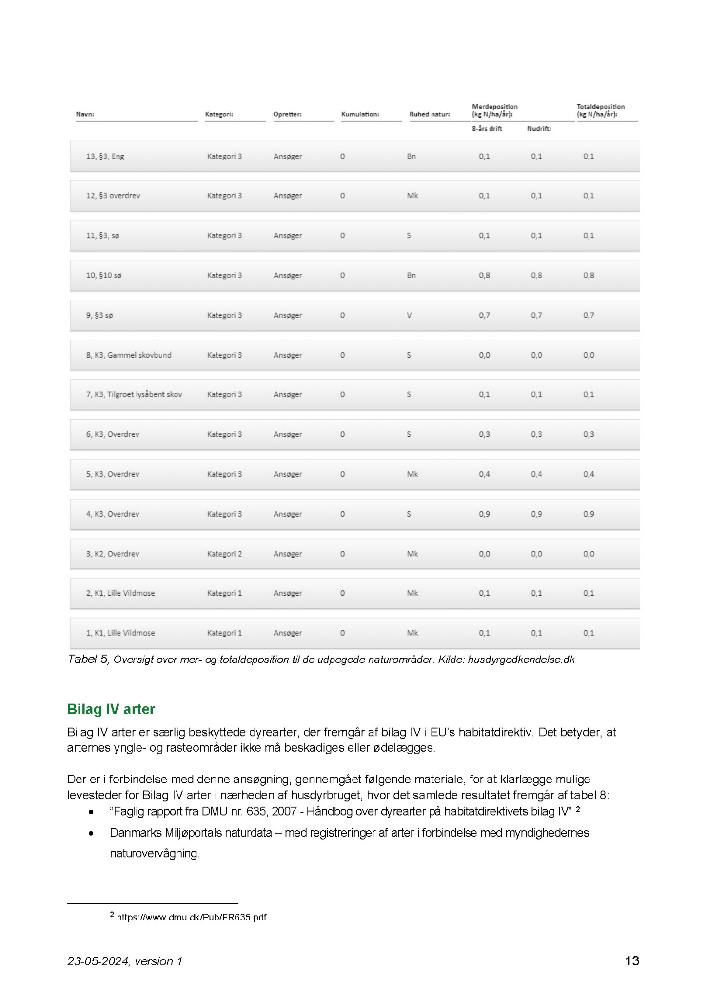 Navn: Kategori: Opretter: Kumulation: Ruhed natur: Merdeposition (kg N/ha/år): Totaldeposition (kg N/ha/år):
8-års drift Nudrift:
13, §3, Eng Kategori 3 Ansøger 0 Bn 0,1 0,1 0,1
12, §3 overdrev Kategori 3 Ansøger 0 Mk 0,1 0,1 0,1
11, §3, sø Kategori 3 Ansøger 0 S 0,1 0,1 0,1
10, §10 sø Kategori 3 Ansøger 0 Bn 0,8 0,8 0,8
9, §3 sø Kategori 3 Ansøger 0 V 0,7 0,7 0,7
8, K3, Gammel skovbund Kategori 3 Ansøger 0 S 0,0 0,0 0,0
7, K3, Tilgroet lysåbent skov Kategori 3 Ansøger 0 S 0,1 0,1 0,1
6, K3, Overdrev Kategori 3 Ansøger 0 S 0,3 0,3 0,3
5, K3, Overdrev Kategori 3 Ansøger 0 Mk 0,4 0,4 0,4
4, K3, Overdrev Kategori 3 Ansøger 0 S 0,9 0,9 0,9
3, K2, Overdrev Kategori 2 Ansøger 0 Mk 0,0 0,0 0,0
2, K1, Lille Vildmose Kategori 1 Ansøger 0 Mk 0,1 0,1 0,1
1, K1, Lille Vildmose Kategori 1 Ansøger 0 Mk 0,1 0,1 0,1
Tabel 5, Oversigt over mer- og totaldeposition til de udpegede naturområder. Kilde: husdyrgodkendelse.dk
Bilag IV arter
Bilag IV arter er særlig beskyttede dyrearter, der fremgår af bilag IV i EU's habitatdirektiv. Det betyder, at
arternes yngle- og rasteområder ikke må beskadiges eller ødelægges.
Der er i forbindelse med denne ansøgning, gennemgået følgende materiale, for at klarlægge mulige
levesteder for Bilag IV arter i nærheden af husdyrbruget, hvor det samlede resultatet fremgår af tabel 8:
• ”Faglig rapport fra DMU nr. 635, 2007 - Håndbog over dyrearter på habitatdirektivets bilag IV” 2
• Danmarks Miljøportals naturdata – med registreringer af arter i forbindelse med myndighedernes
naturovervågning.
2 https://www.dmu.dk/Pub/FR635.pdf
23-05-2024, version 1 13